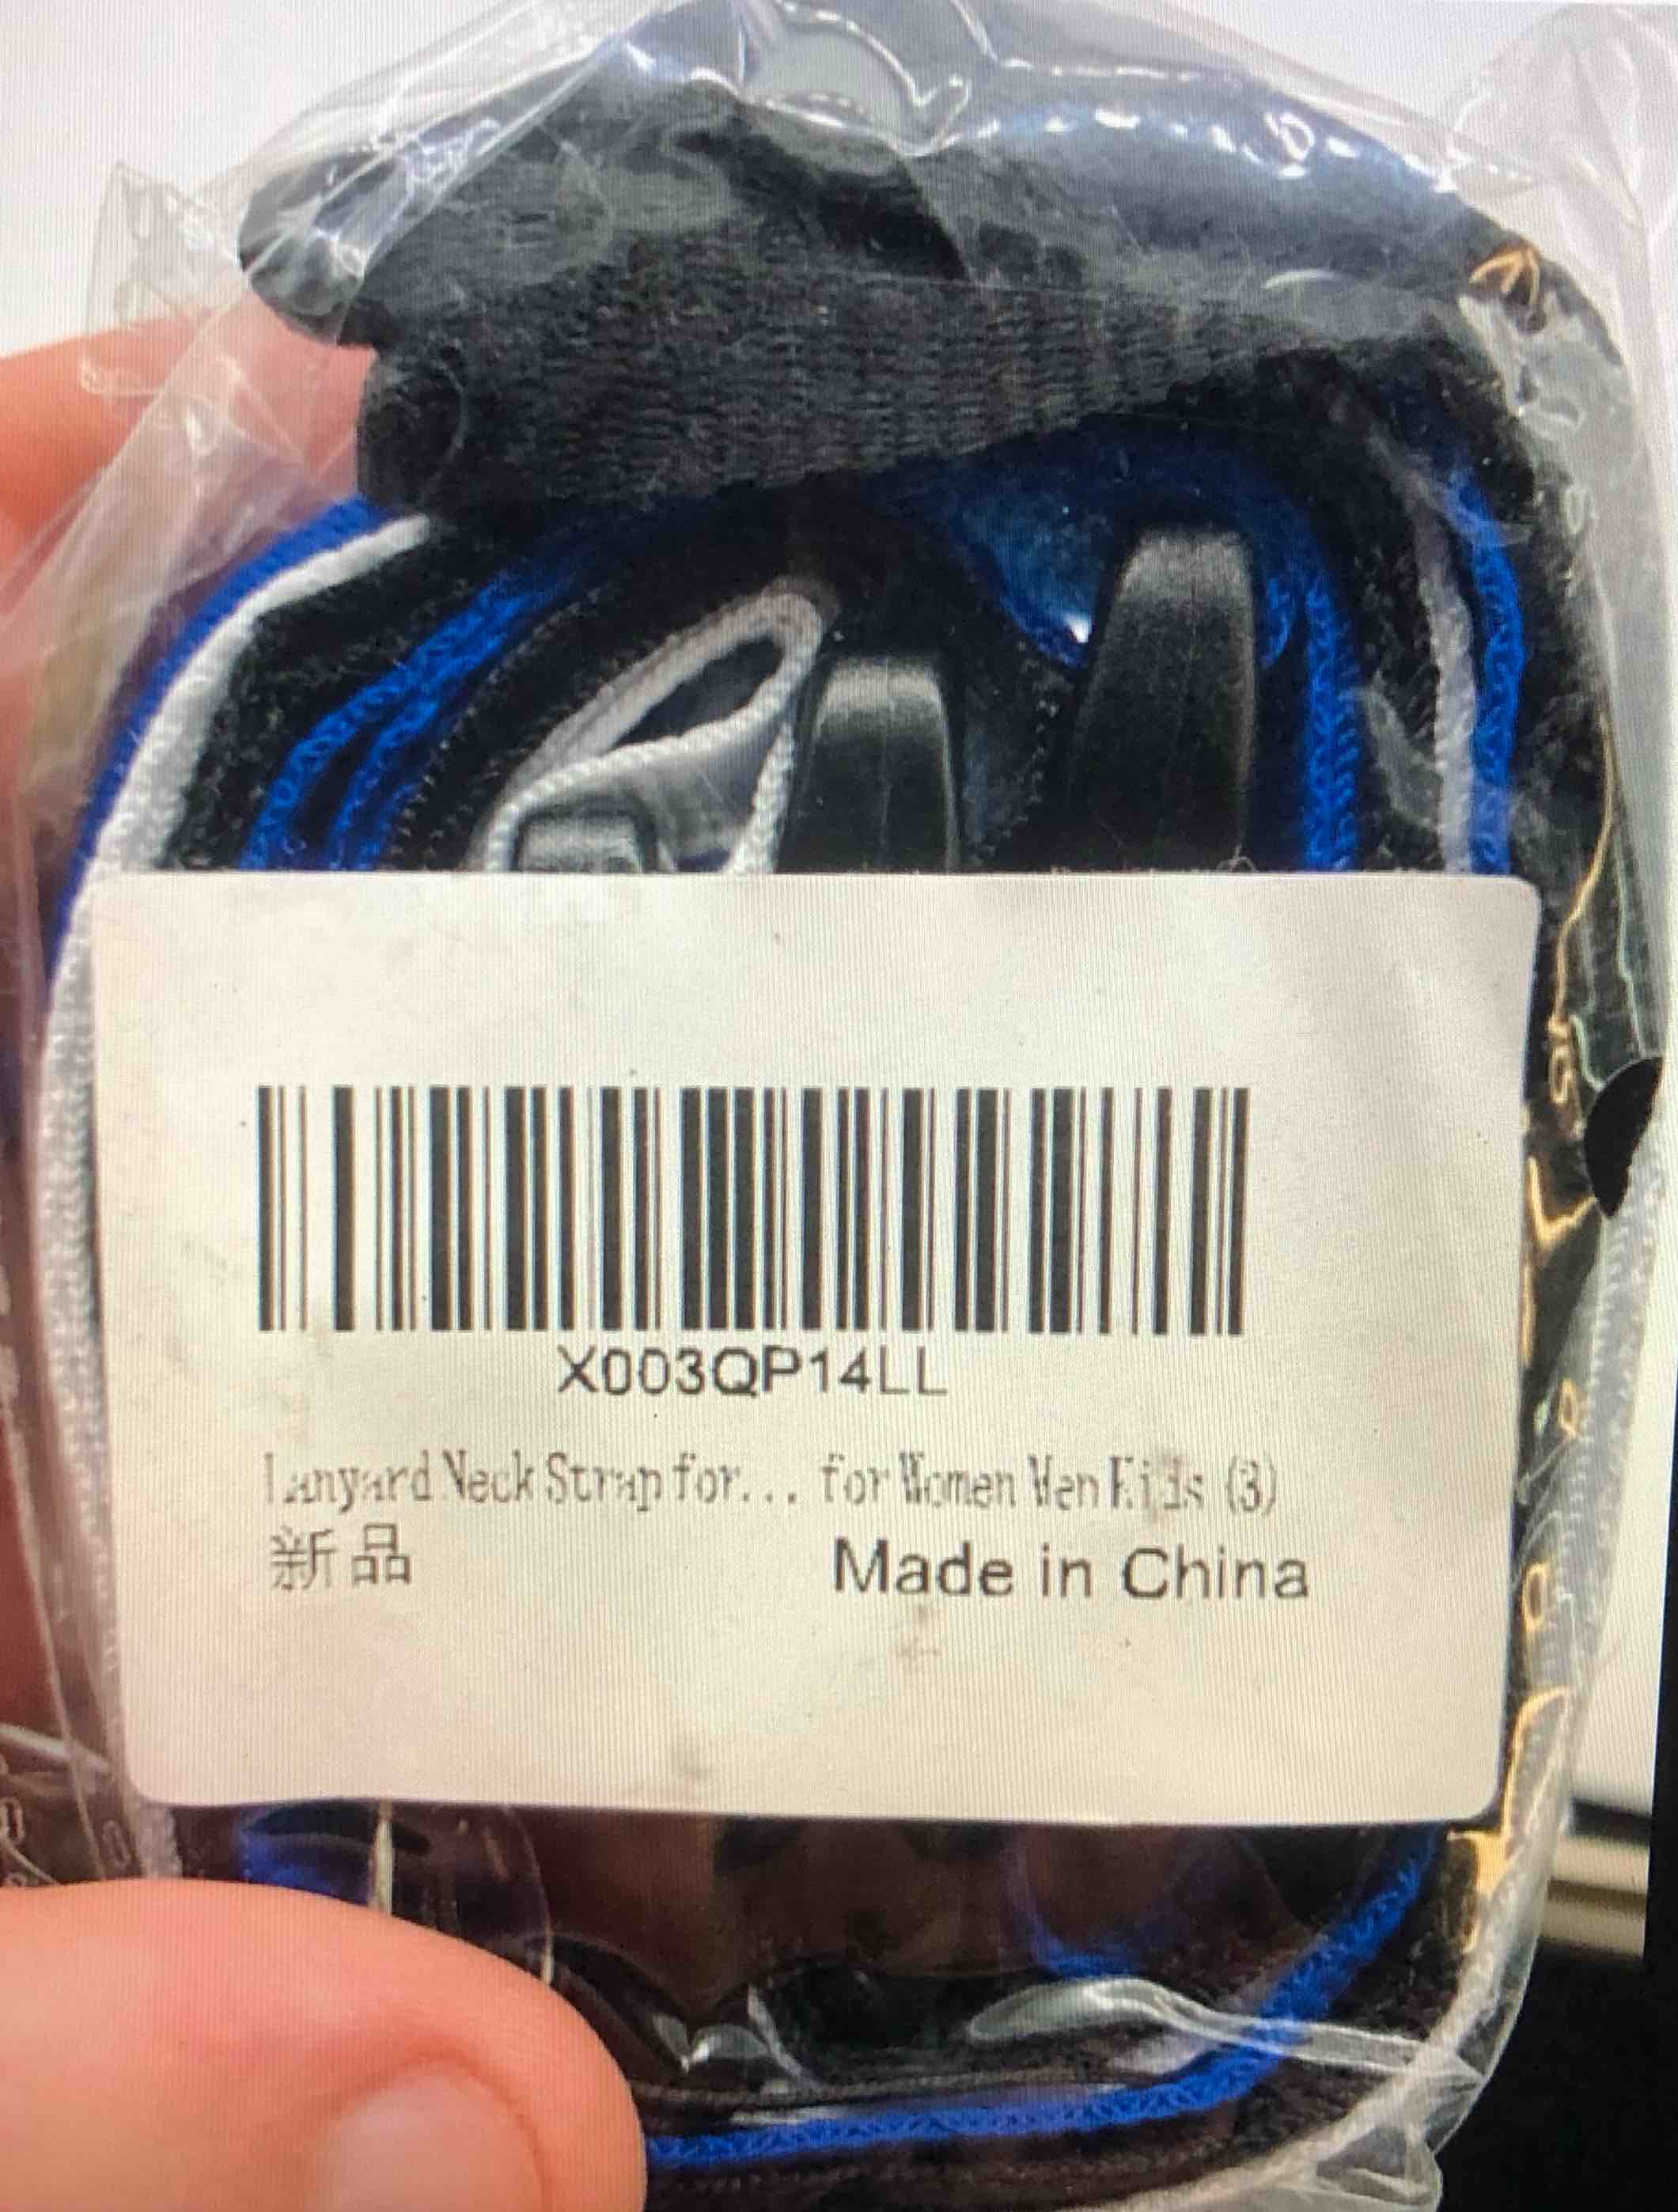 X003QP14LL
Lanyard Neck Strap for... for Women Men Kids (3)
新品 Made in China